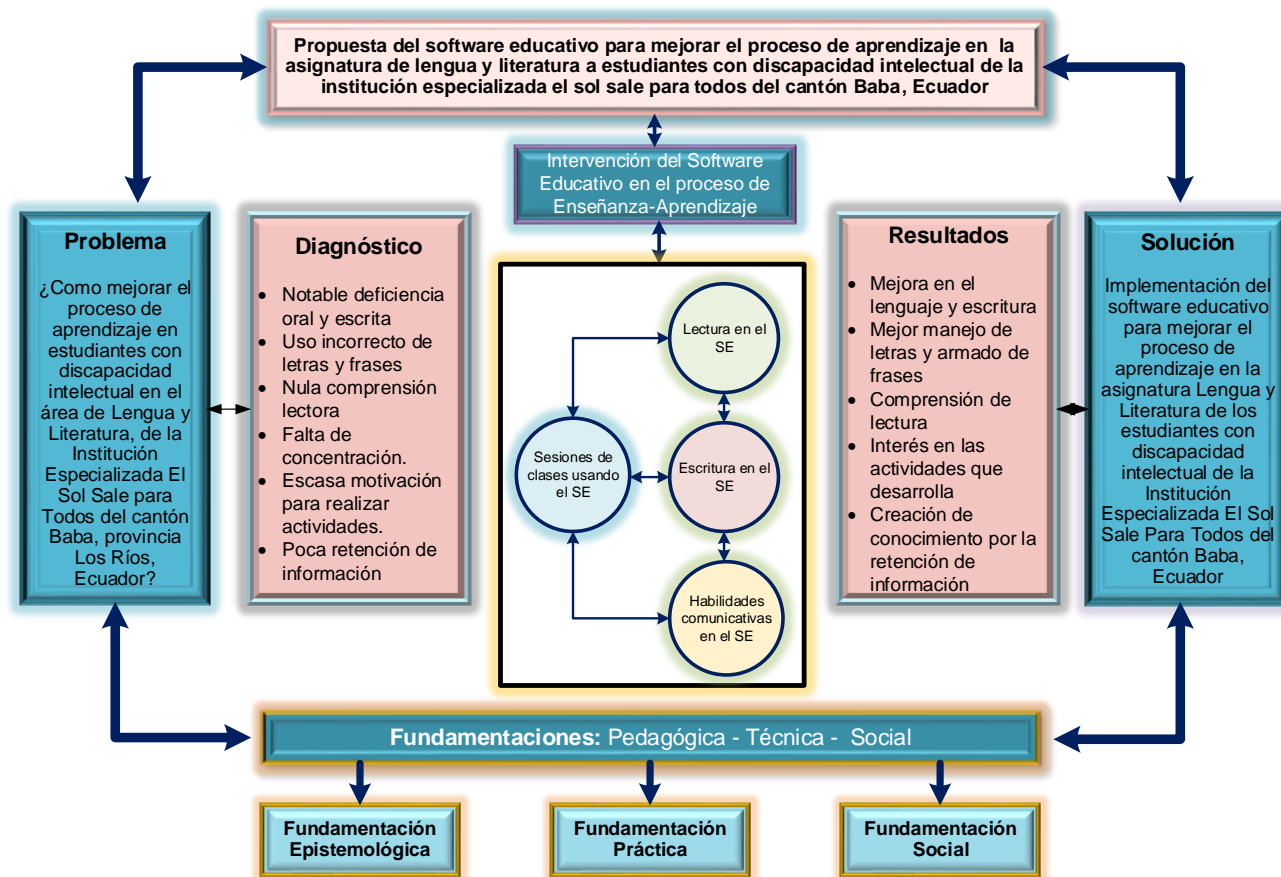 Propuesta del software educativo para mejorar el proceso de aprendizaje en la
asignatura de lengua y literatura a estudiantes con discapacidad intelectual de la
institución especializada el sol sale para todos del cantón Baba, Ecuador
Intervención del Software
Educativo en el proceso de
Enseñanza-Aprendizaje
Problema
¿Como mejorar el
proceso de
aprendizaje en
estudiantes con
discapacidad
intelectual en el
área de Lengua y
Literatura, de la
Institución
Especializada El
Sol Sale para
Todos del cantón
Baba, provincia
Los Ríos,
Ecuador?
Diagnóstico
• Notable deficiencia
oral y escrita
• Uso incorrecto de
letras y frases
• Nula comprensión
lectora
• Falta de
concentración.
• Escasa motivación
para realizar
actividades.
• Poca retención de
información
Lectura en el
SE
Sesiones de
clases usando
el SE
Escritura en el
SE
Habilidades
comunicativas
en el SE
Resultados
• Mejora en el
lenguaje y escritura
• Mejor manejo de
letras y armado de
frases
• Comprensión de
lectura
• Interés en las
actividades que
desarrolla
• Creación de
conocimiento por la
retención de
información
Solución
Implementación del
software educativo
para mejorar el
proceso de
aprendizaje en la
asignatura Lengua y
Literatura de los
estudiantes con
discapacidad
intelectual de la
Institución
Especializada El Sol
Sale Para Todos del
cantón Baba,
Ecuador
Fundamentaciones: Pedagógica - Técnica - Social
Fundamentación
Epistemológica
Fundamentación
Práctica
Fundamentación
Social